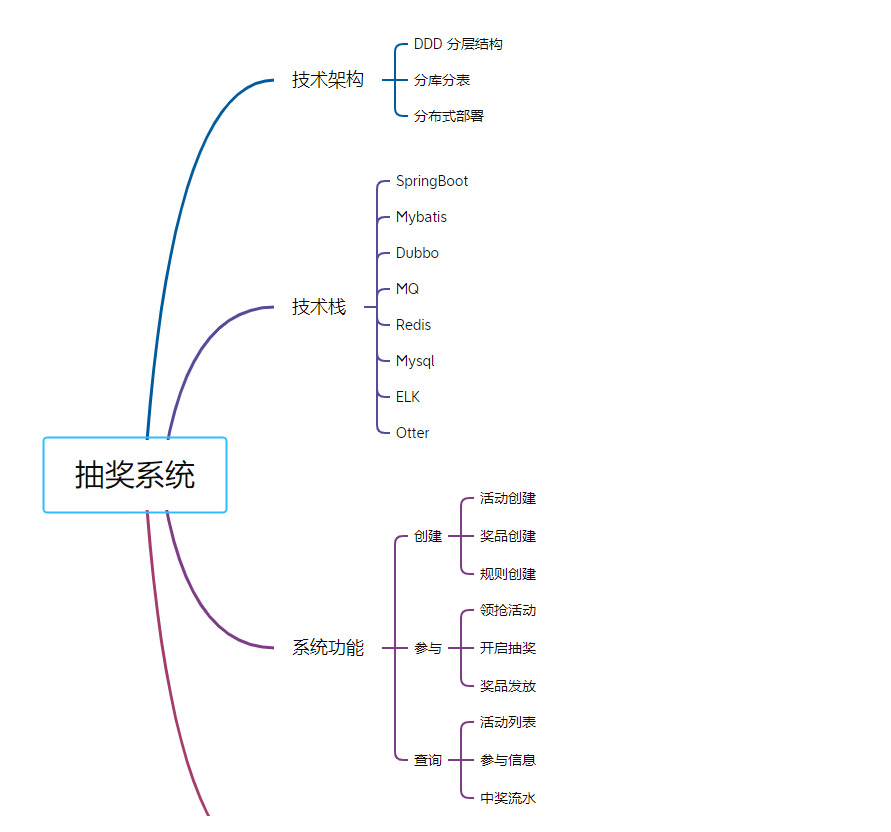 抽奖系统
技术架构
DDD 分层结构
分库分表
分布式部署
技术栈
SpringBoot
Mybatis
Dubbo
MQ
Redis
Mysql
ELK
Otter
系统功能
创建
活动创建
奖品创建
规则创建
参与
领抢活动
开启抽奖
奖品发放
查询
活动列表
参与信息
中奖流水